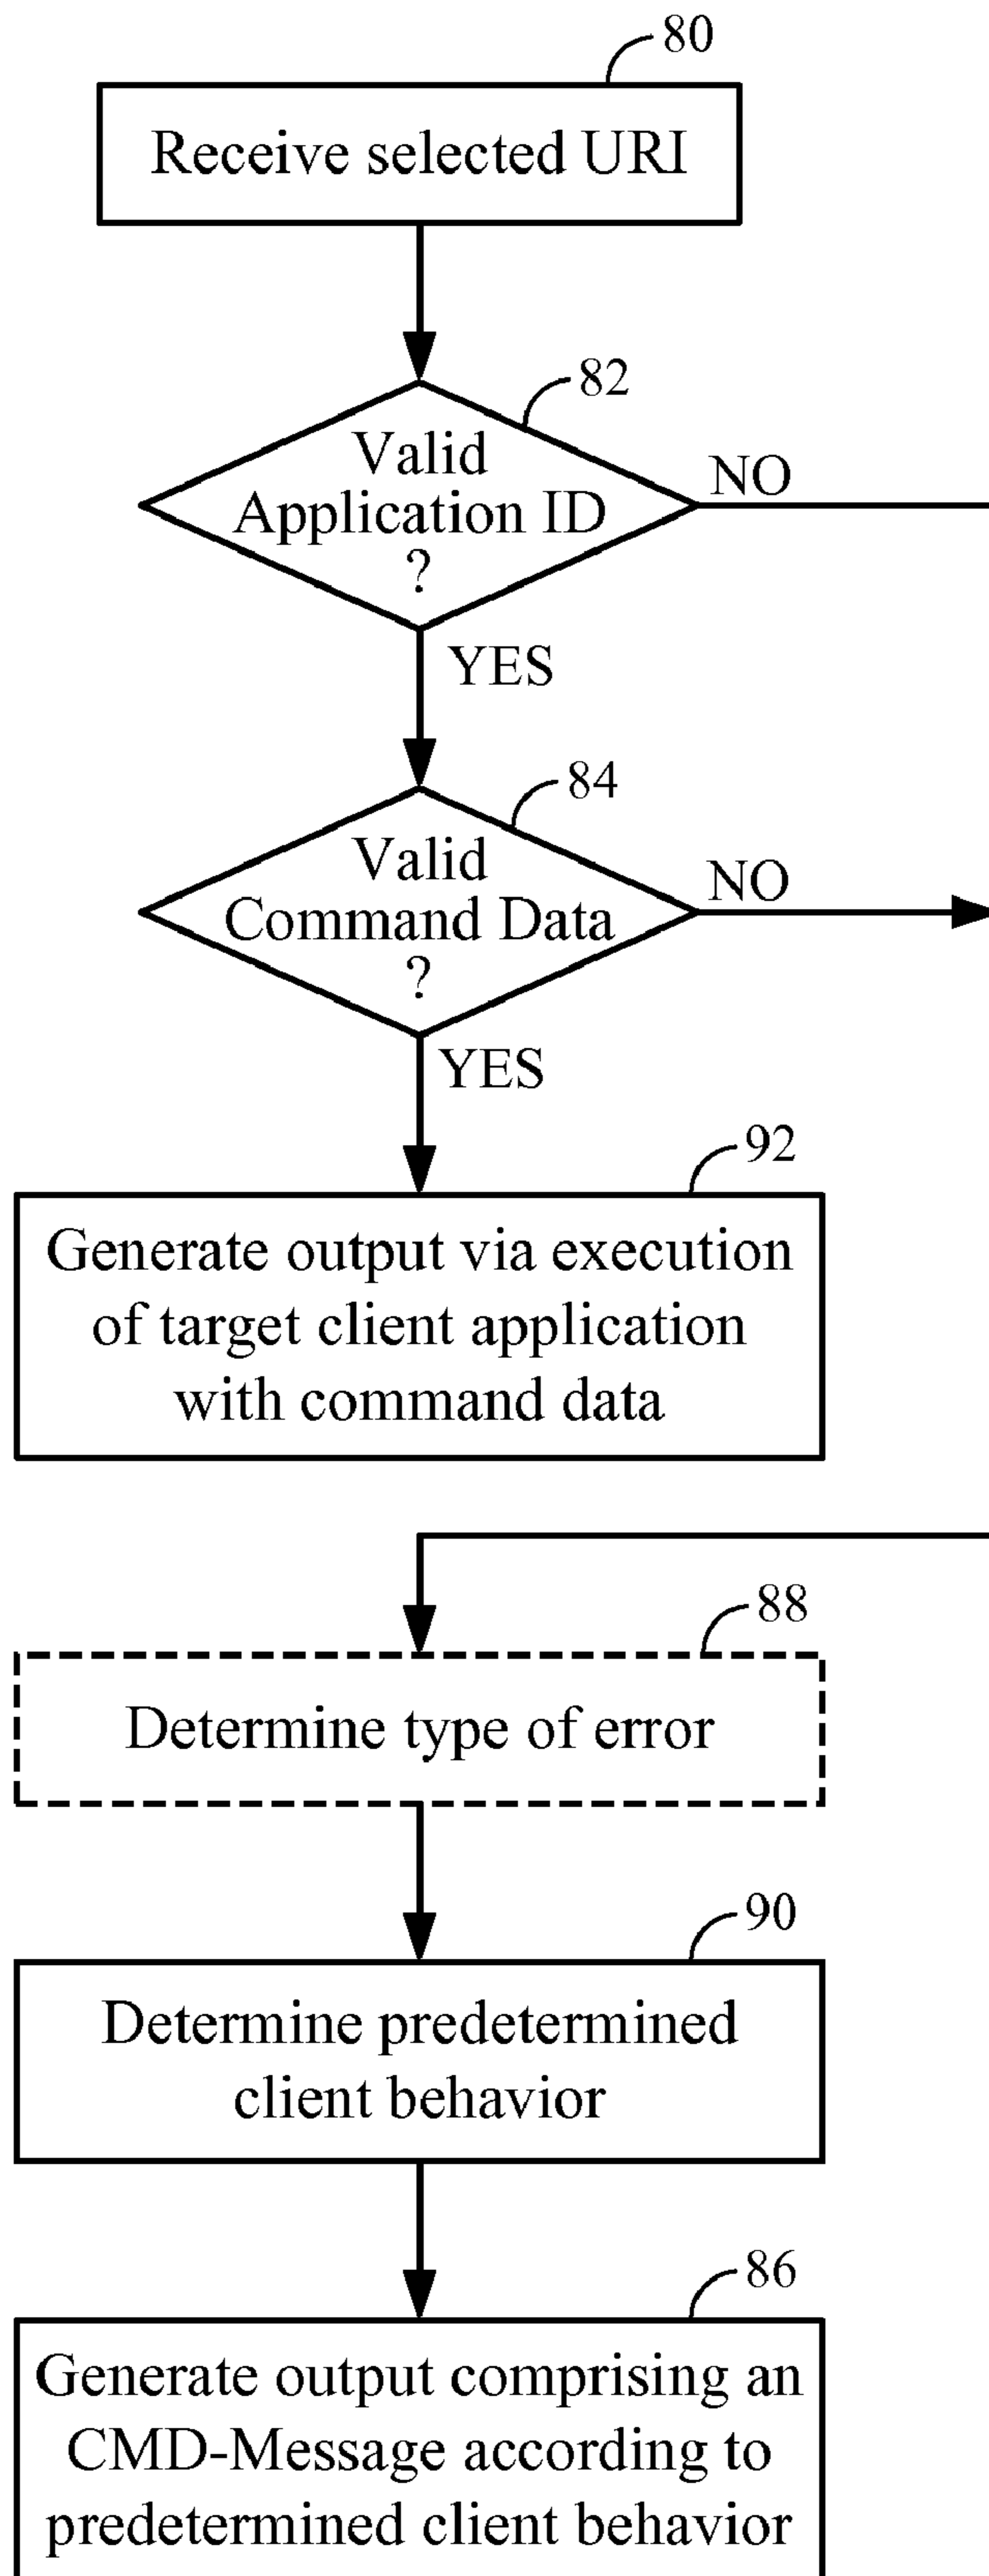 80
Receive selected URI
82
Valid
Application ID
?
NO
YES
84
Valid
Command Data
?
NO
YES
92
Generate output via execution
of target client application
with command data
88
Determine type of error
90
Determine predetermined
client behavior
86
Generate output comprising an
CMD-Message according to
predetermined client behavior